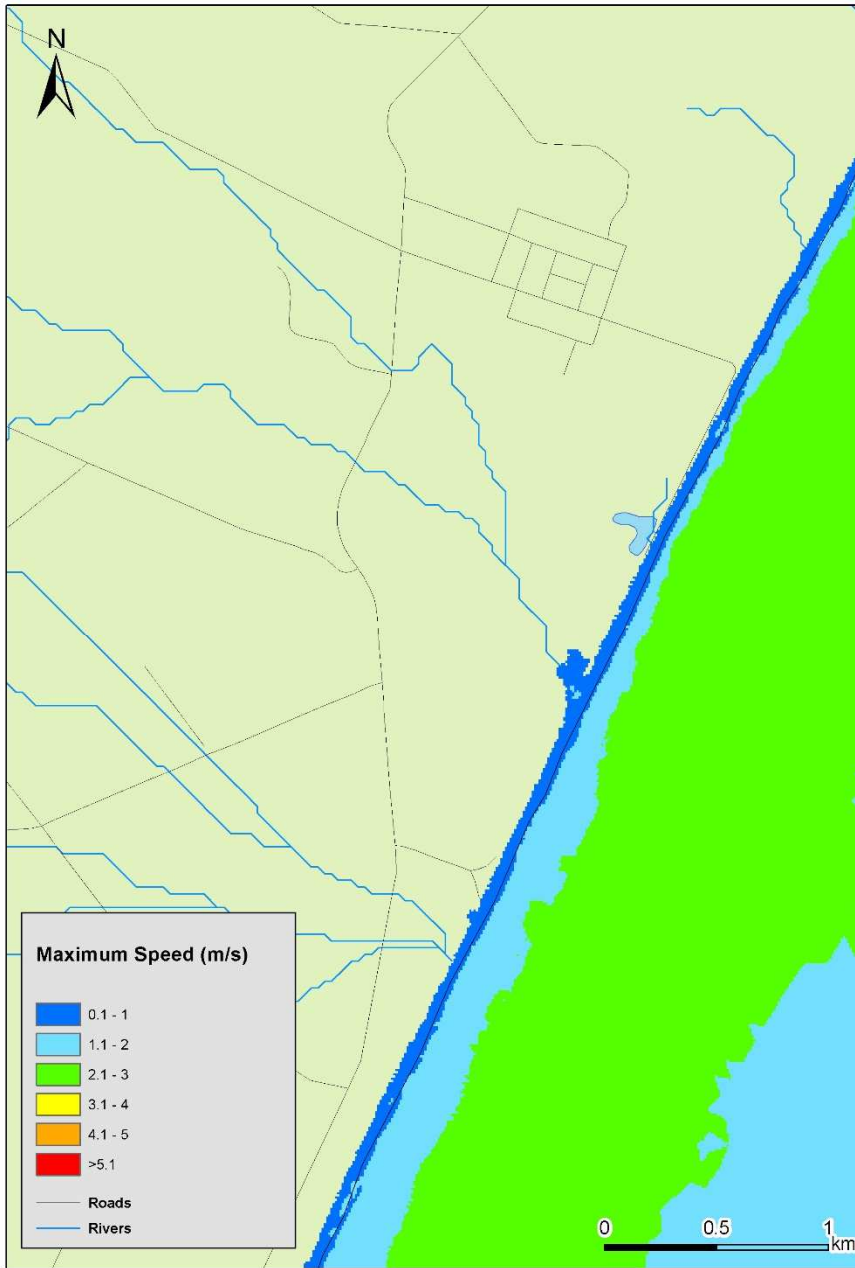 N
Maximum Speed (m/s)
0.1 - 1
1.1 - 2
2.1 - 3
3.1 - 4
4.1 - 5
>5.1
Roads
Rivers
0 0.5 1
km